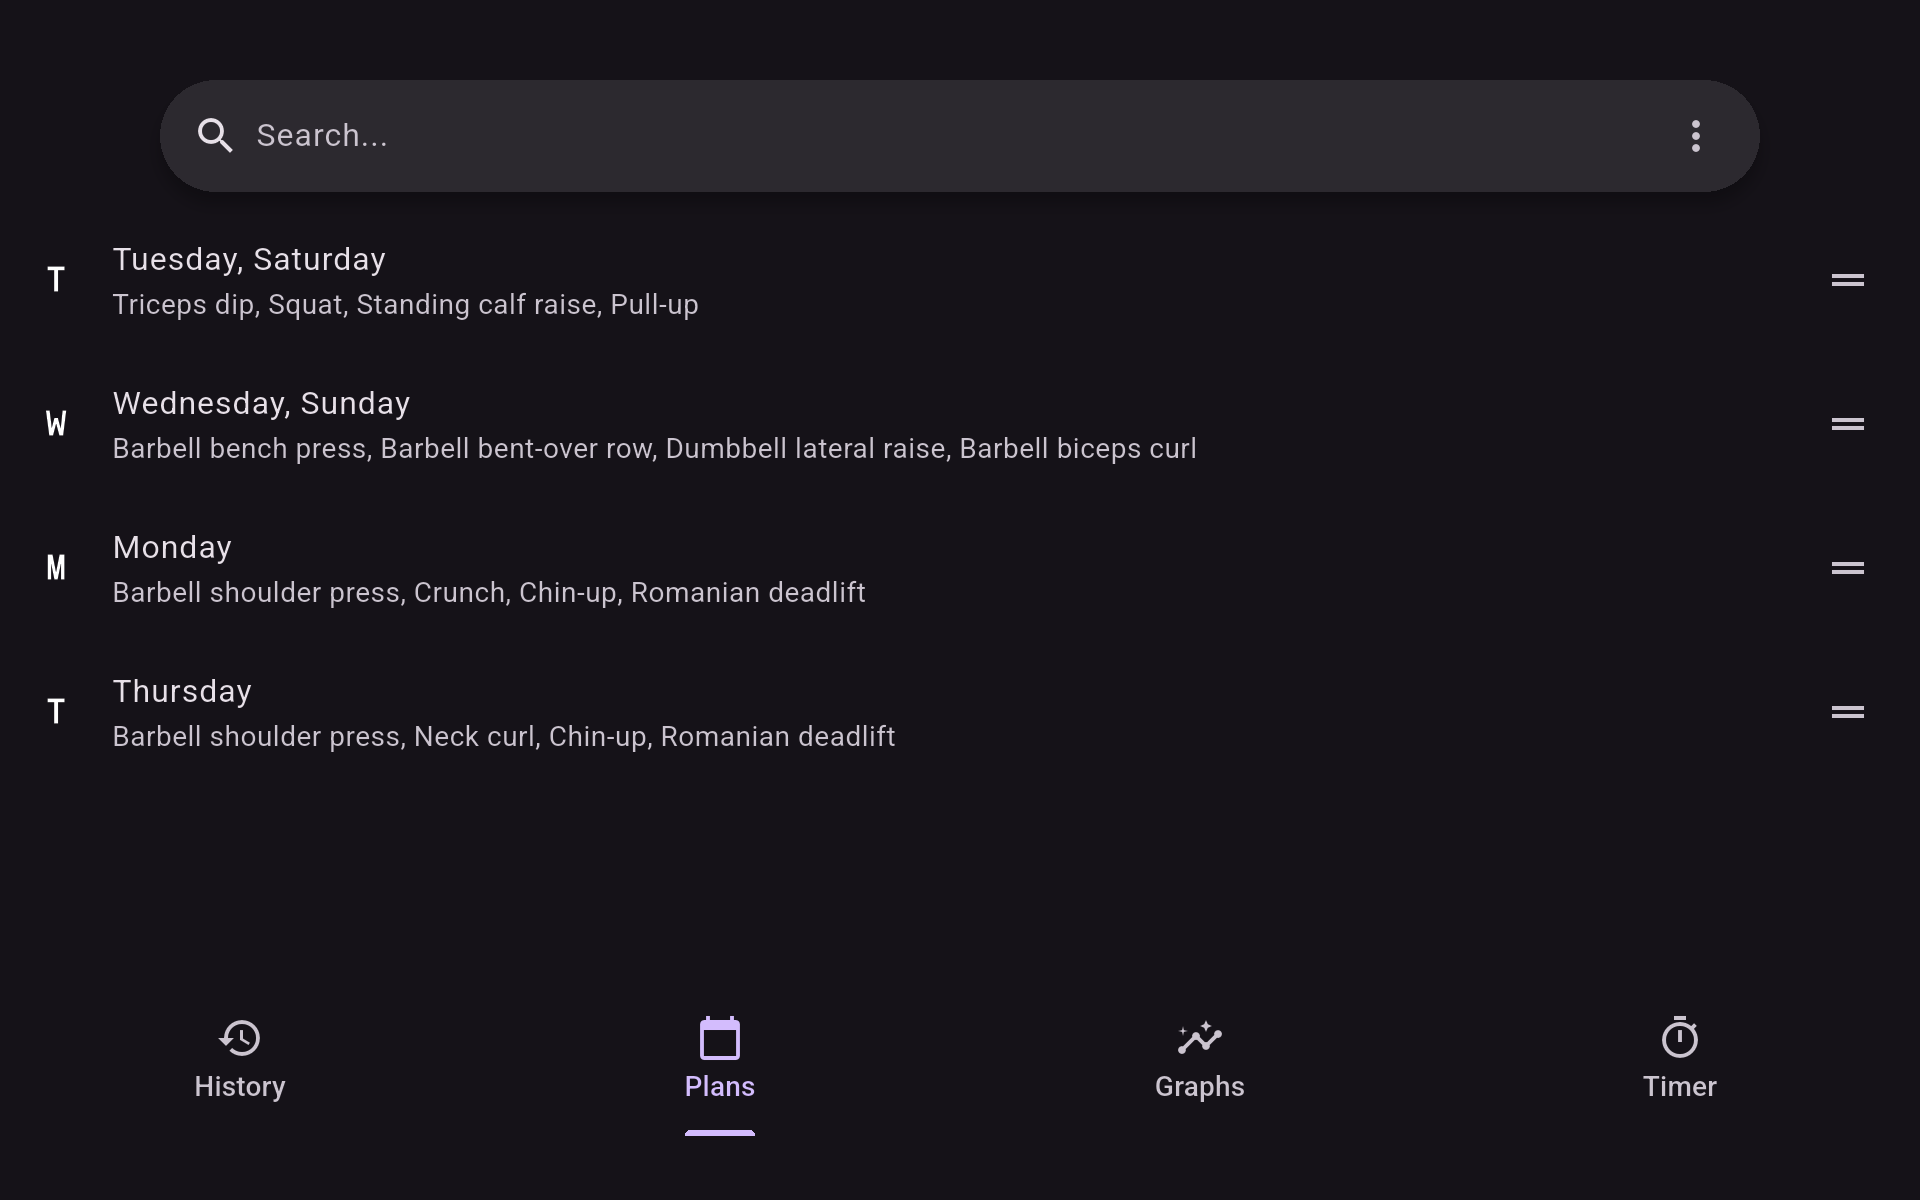 Search...
T
Tuesday, Saturday
Triceps dip, Squat, Standing calf raise, Pull-up
W
Wednesday, Sunday
Barbell bench press, Barbell bent-over row, Dumbbell lateral raise, Barbell biceps curl
M
Monday
Barbell shoulder press, Crunch, Chin-up, Romanian deadlift
T
Thursday
Barbell shoulder press, Neck curl, Chin-up, Romanian deadlift
History
Plans
Graphs
Timer